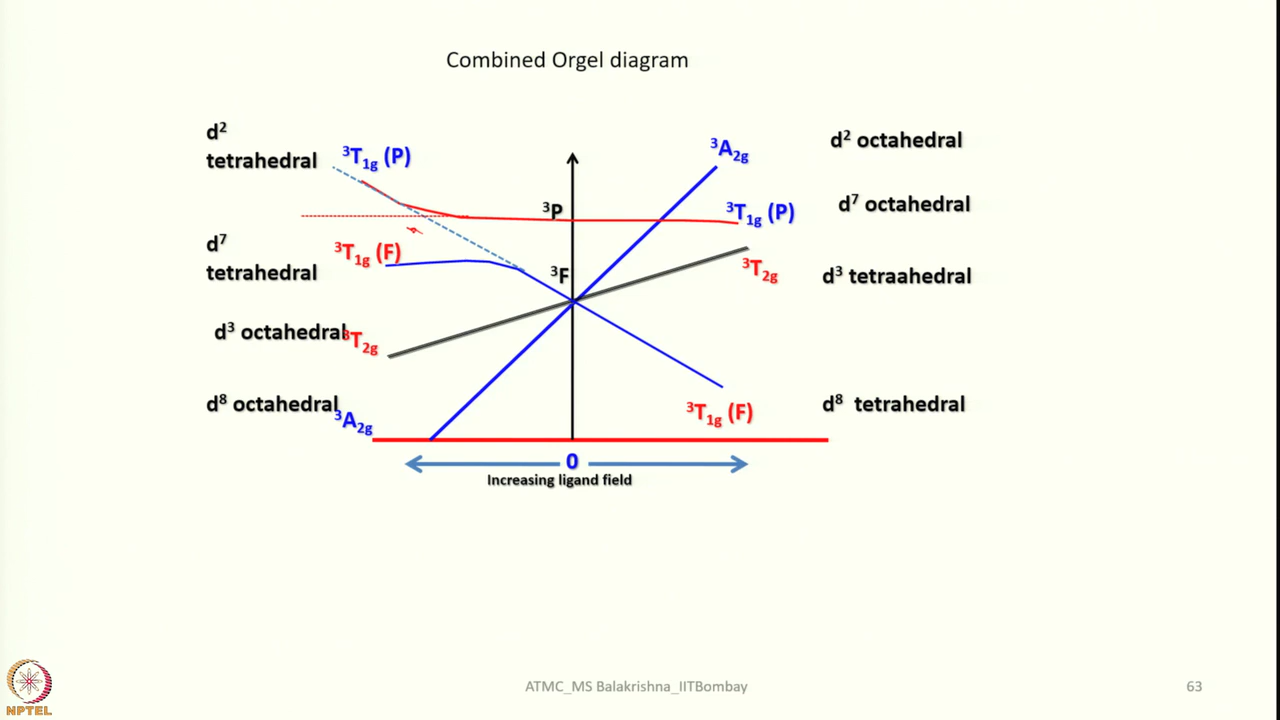 Combined Orgel diagram
d² tetrahedral
³T₁g (P)
³A₂g
d² octahedral
³P
³T₁g (P)
d⁷ octahedral
d⁷ tetrahedral
³T₁g (F)
³F
³T₂g
d³ tetraahedral
d³ octahedral
³T₂g
d⁸ octahedral
³A₂g
³T₁g (F)
d⁸ tetrahedral
0
Increasing ligand field
NPTEL
ATMC_MS Balakrishna_IITBombay
63